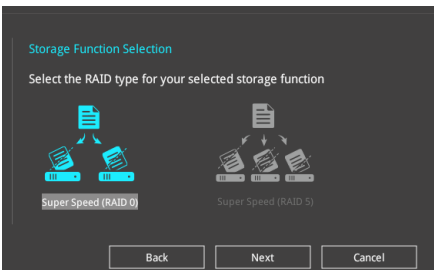 Storage Function Selection
Select the RAID type for your selected storage function
Super Speed (RAID 0)
Super Speed (RAID 5)
Back
Next
Cancel